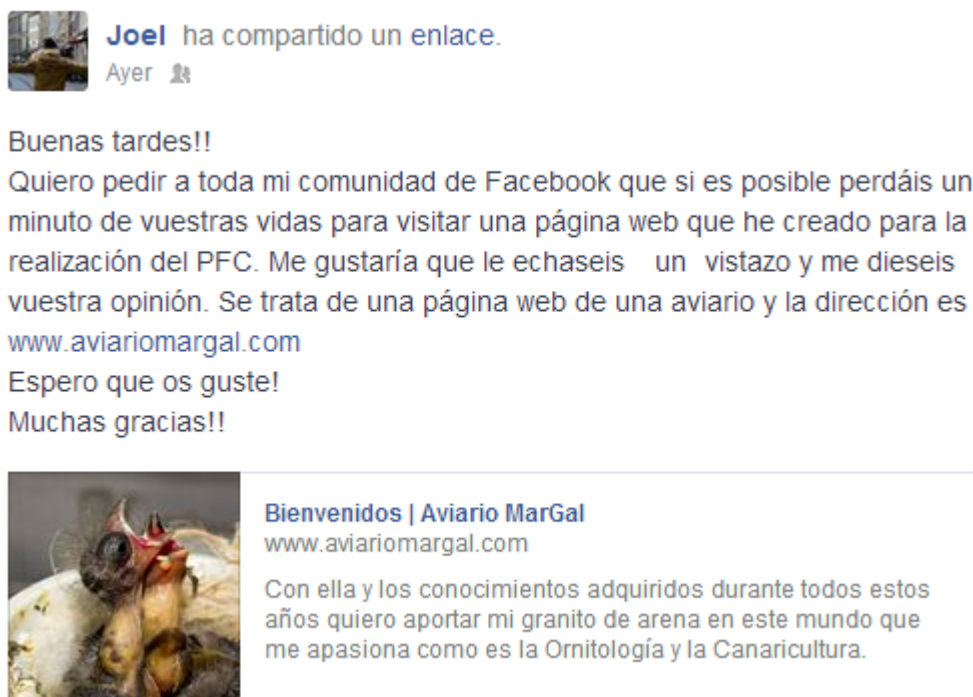 Joel ha compartido un enlace.
Ayer
Buenas tardes!!
Quiero pedir a toda mi comunidad de Facebook que si es posible perdáis un
minuto de vuestras vidas para visitar una página web que he creado para la
realización del PFC. Me gustaría que le echaseis un vistazo y me dieseis
vuestra opinión. Se trata de una página web de una aviario y la dirección es
www.aviariomargal.com
Espero que os guste!
Muchas gracias!!
Bienvenidos | Aviario MarGal
www.aviariomargal.com
Con ella y los conocimientos adquiridos durante todos estos
años quiero aportar mi granito de arena en este mundo que
me apasiona como es la Ornitología y la Canaricultura.